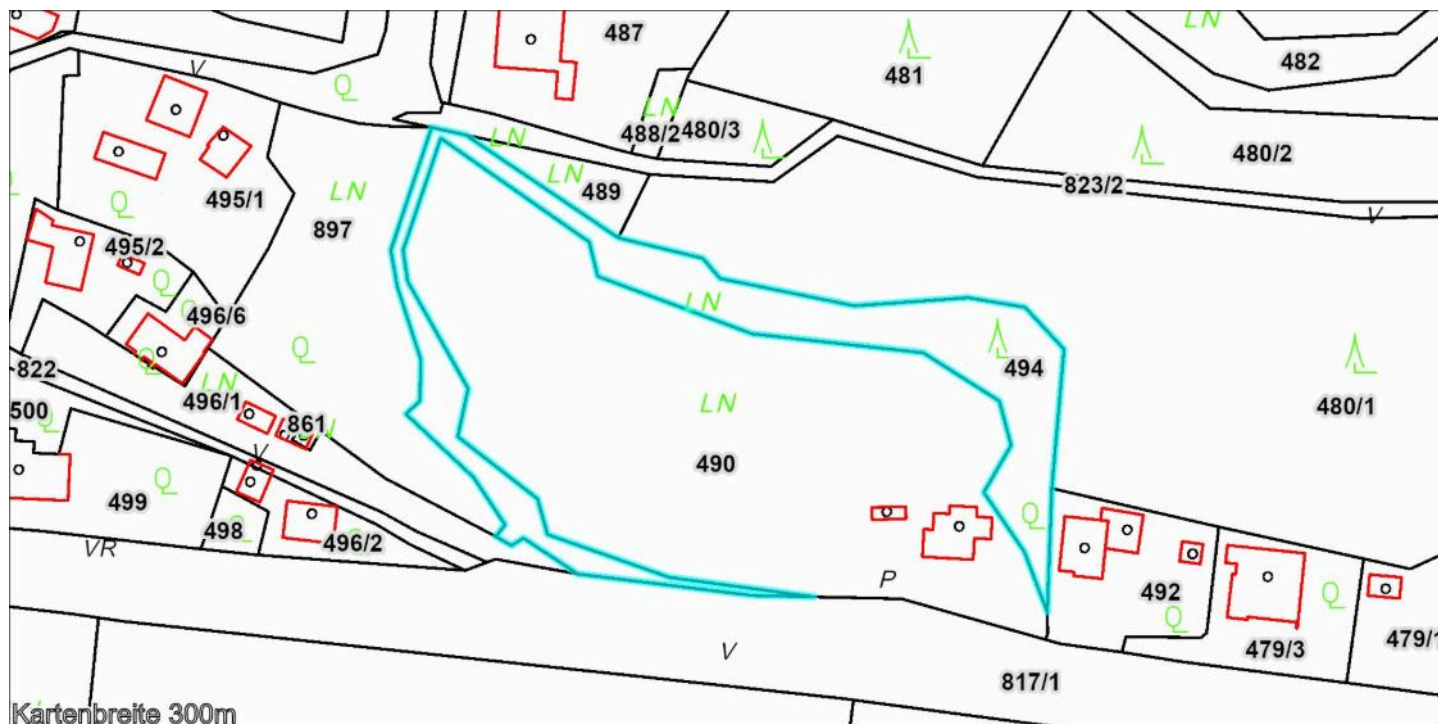 LN
487
482
V
481
Q
LN
488/2
480/3
LN
480/2
LN
489
823/2
V
495/1
Q
LN
897
495/2
Q
Q
496/6
LN
Q
494
822
Q
LN
496/1
LN
480/1
500
Q
861
LN
V
490
499
Q
498
Q
496/2
Q
Q
VR
P
492
Q
Q
V
479/3
479/1
817/1
Kartenbreite 300m